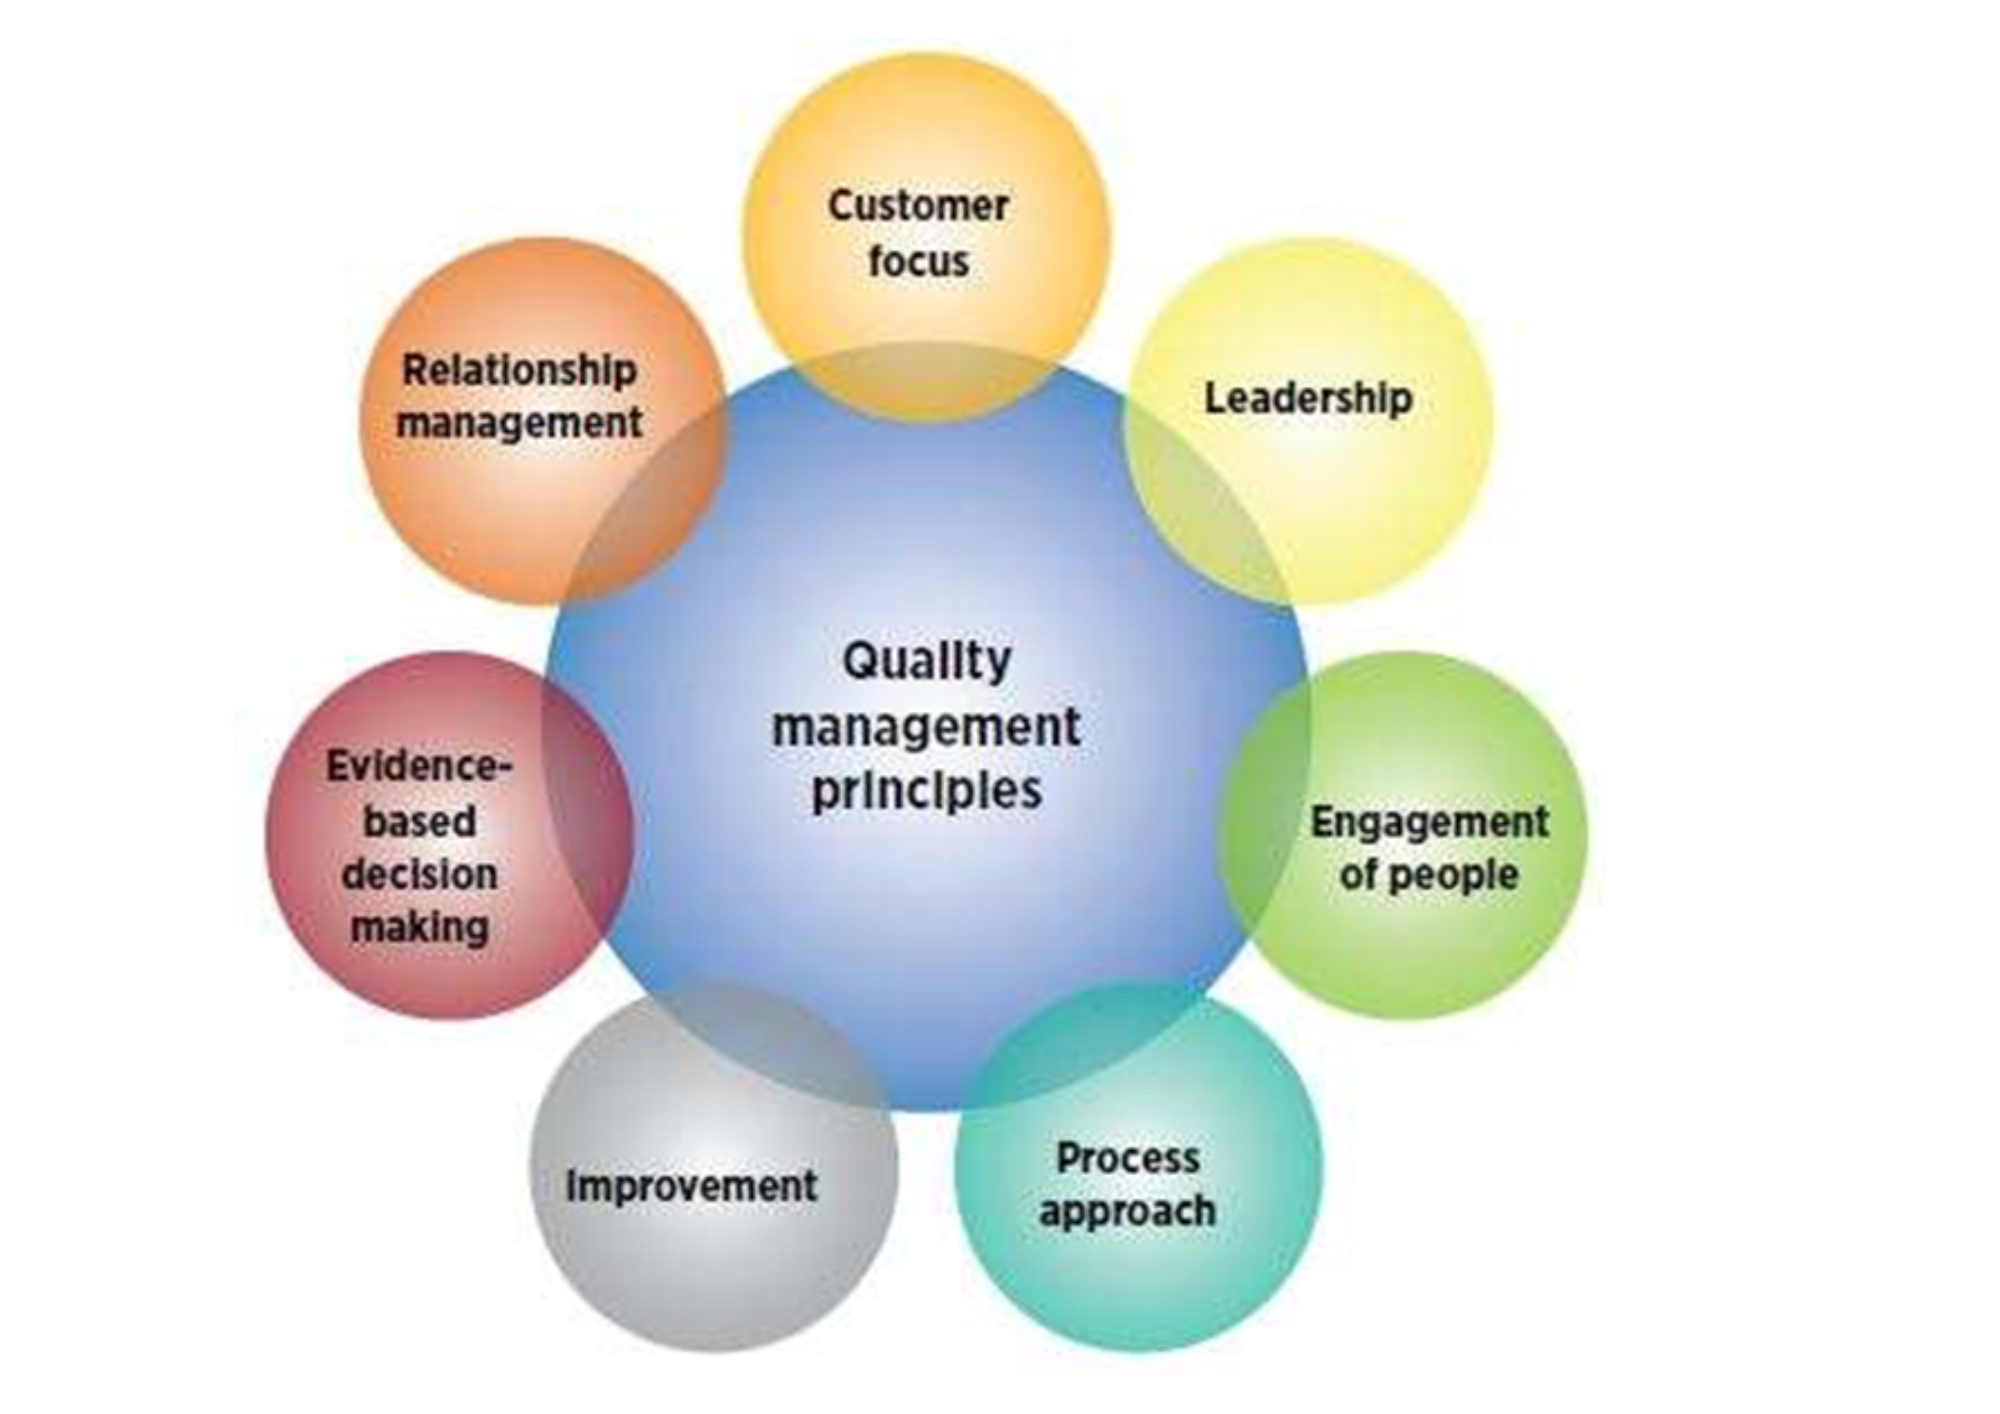 Customer
focus
Leadership
Engagement
of people
Process
approach
Improvement
Evidence-
based
decision
making
Relationship
management
Quality
management
principles